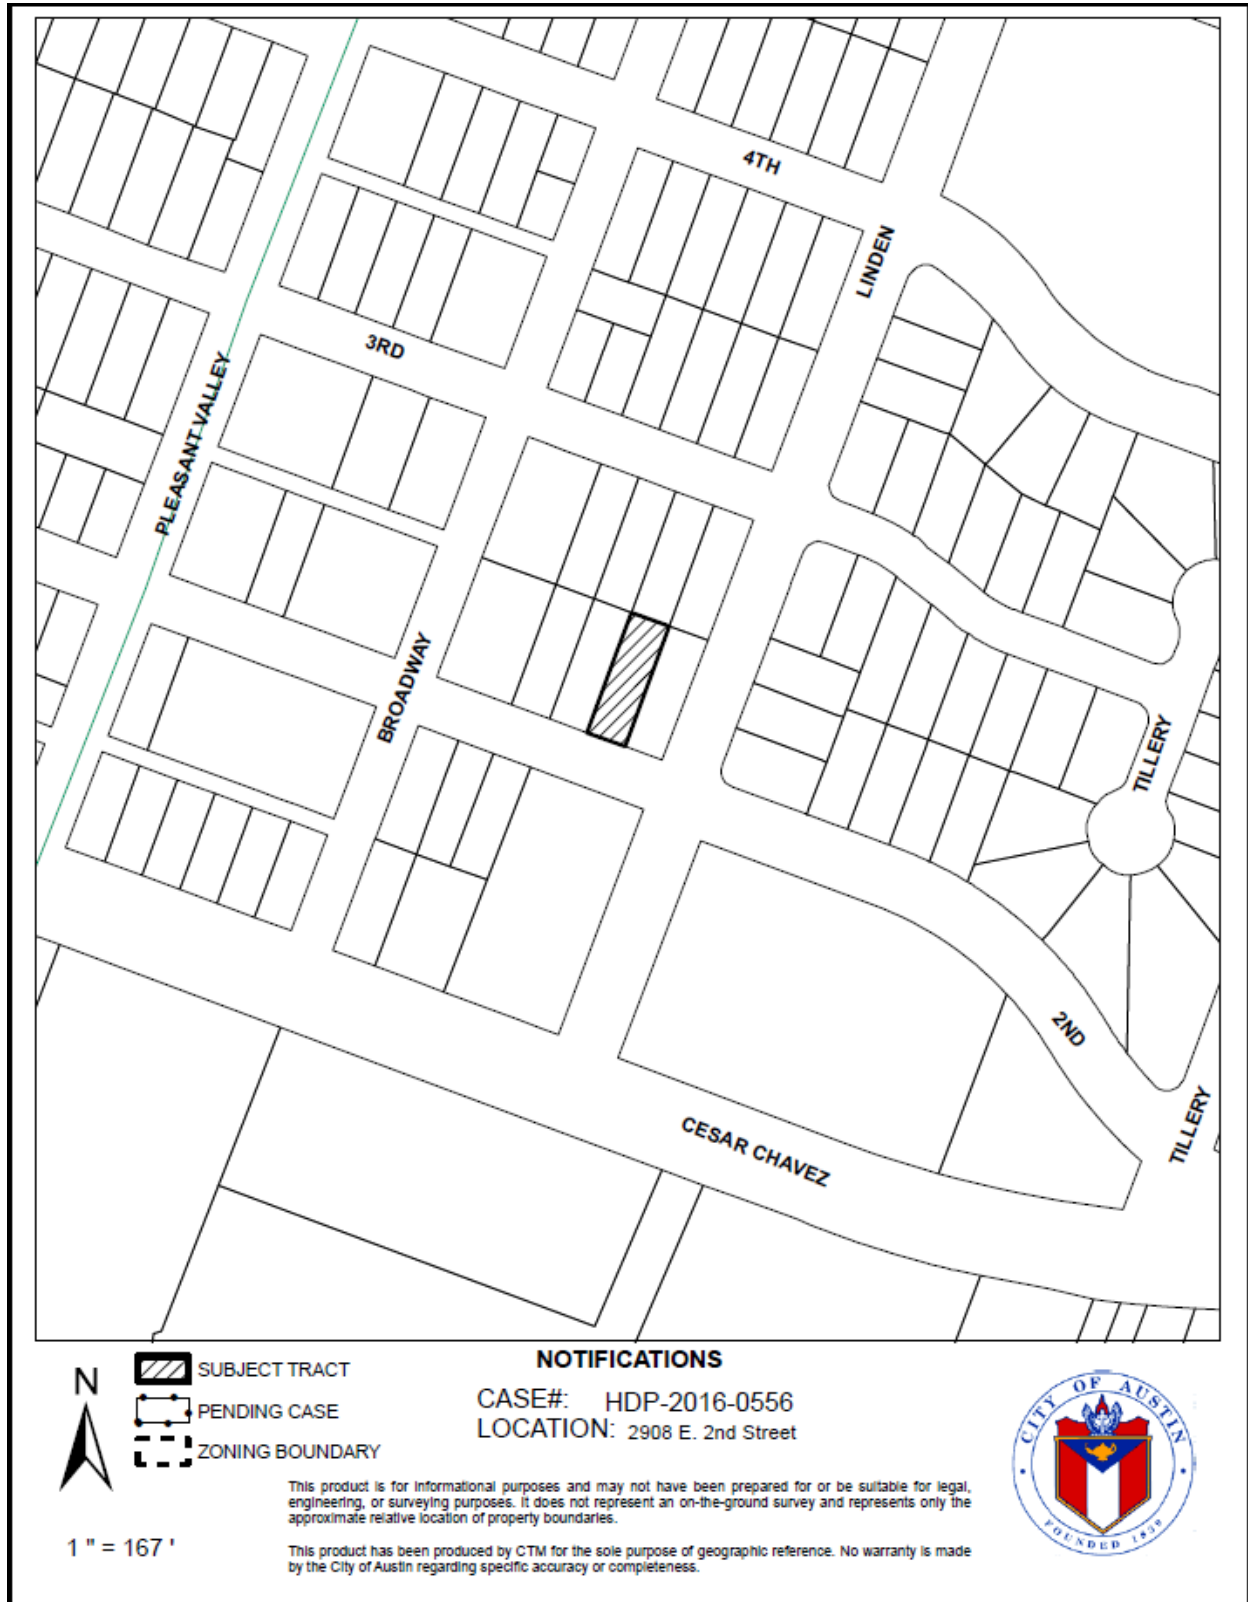 4TH
LINDEN
3RD
PLEASANT VALLEY
BROADWAY
TILLERY
2ND
CESAR CHAVEZ
TILLERY
N
SUBJECT TRACT
PENDING CASE
ZONING BOUNDARY
1 " = 167 '
NOTIFICATIONS
CASE#: HDP-2016-0556
LOCATION: 2908 E. 2nd Street
This product is for informational purposes and may not have been prepared for or be suitable for legal,
engineering, or surveying purposes. It does not represent an on-the-ground survey and represents only the
approximate relative location of property boundaries.
This product has been produced by CTM for the sole purpose of geographic reference. No warranty is made
by the City of Austin regarding specific accuracy or completeness.
CITY OF AUSTIN
FOUNDED 1839